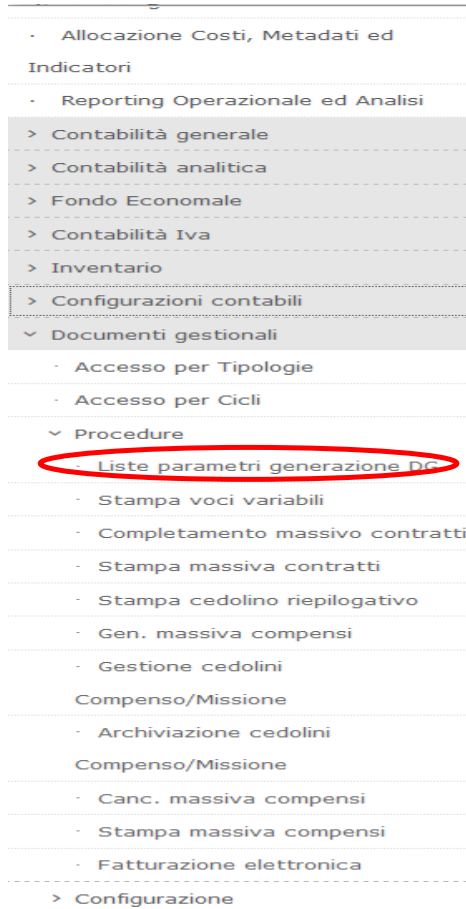 · Allocazione Costi, Metadati ed
Indicatori
· Reporting Operazionale ed Analisi
> Contabilità generale
> Contabilità analitica
> Fondo Economale
> Contabilità Iva
> Inventario
> Configurazioni contabili
Documenti gestionali
· Accesso per Tipologie
· Accesso per Cicli
Procedure
· Liste parametri generazione DG
· Stampa voci variabili
· Completamento massivo contratti
· Stampa massiva contratti
· Stampa cedolino riepilogativo
· Gen. massiva compensi
· Gestione cedolini
Compenso/Missione
· Archiviazione cedolini
Compenso/Missione
· Canc. massiva compensi
· Stampa massiva compensi
· Fatturazione elettronica
> Configurazione